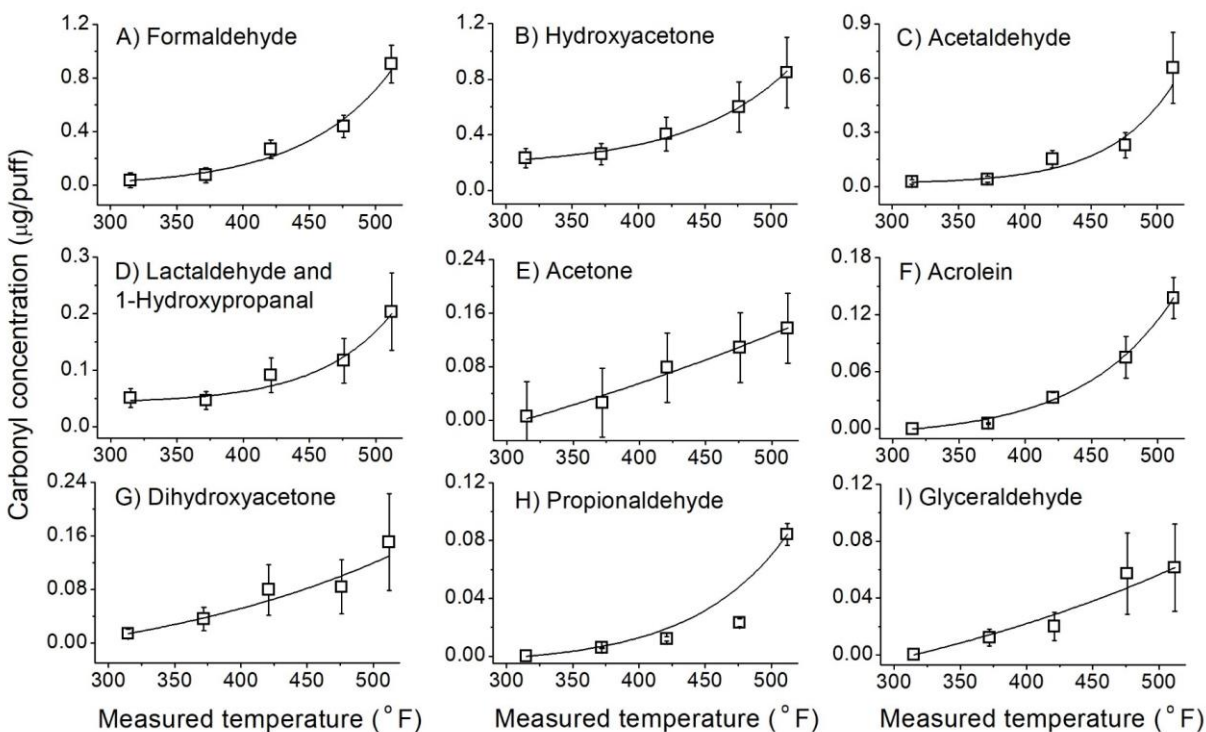 Carbonyl concentration (μg/puff)
A) Formaldehyde
1.2
0.8
0.4
0.0
300 350 400 450 500
B) Hydroxyacetone
1.2
0.8
0.4
0.0
300 350 400 450 500
C) Acetaldehyde
0.9
0.6
0.3
0.0
300 350 400 450 500
D) Lactaldehyde and
1-Hydroxypropanal
0.3
0.2
0.1
0.0
300 350 400 450 500
E) Acetone
0.24
0.16
0.08
0.00
300 350 400 450 500
F) Acrolein
0.18
0.12
0.06
0.00
300 350 400 450 500
G) Dihydroxyacetone
0.24
0.16
0.08
0.00
300 350 400 450 500
Measured temperature (°F)
H) Propionaldehyde
0.12
0.08
0.04
0.00
300 350 400 450 500
Measured temperature (°F)
I) Glyceraldehyde
0.12
0.08
0.04
0.00
300 350 400 450 500
Measured temperature (°F)